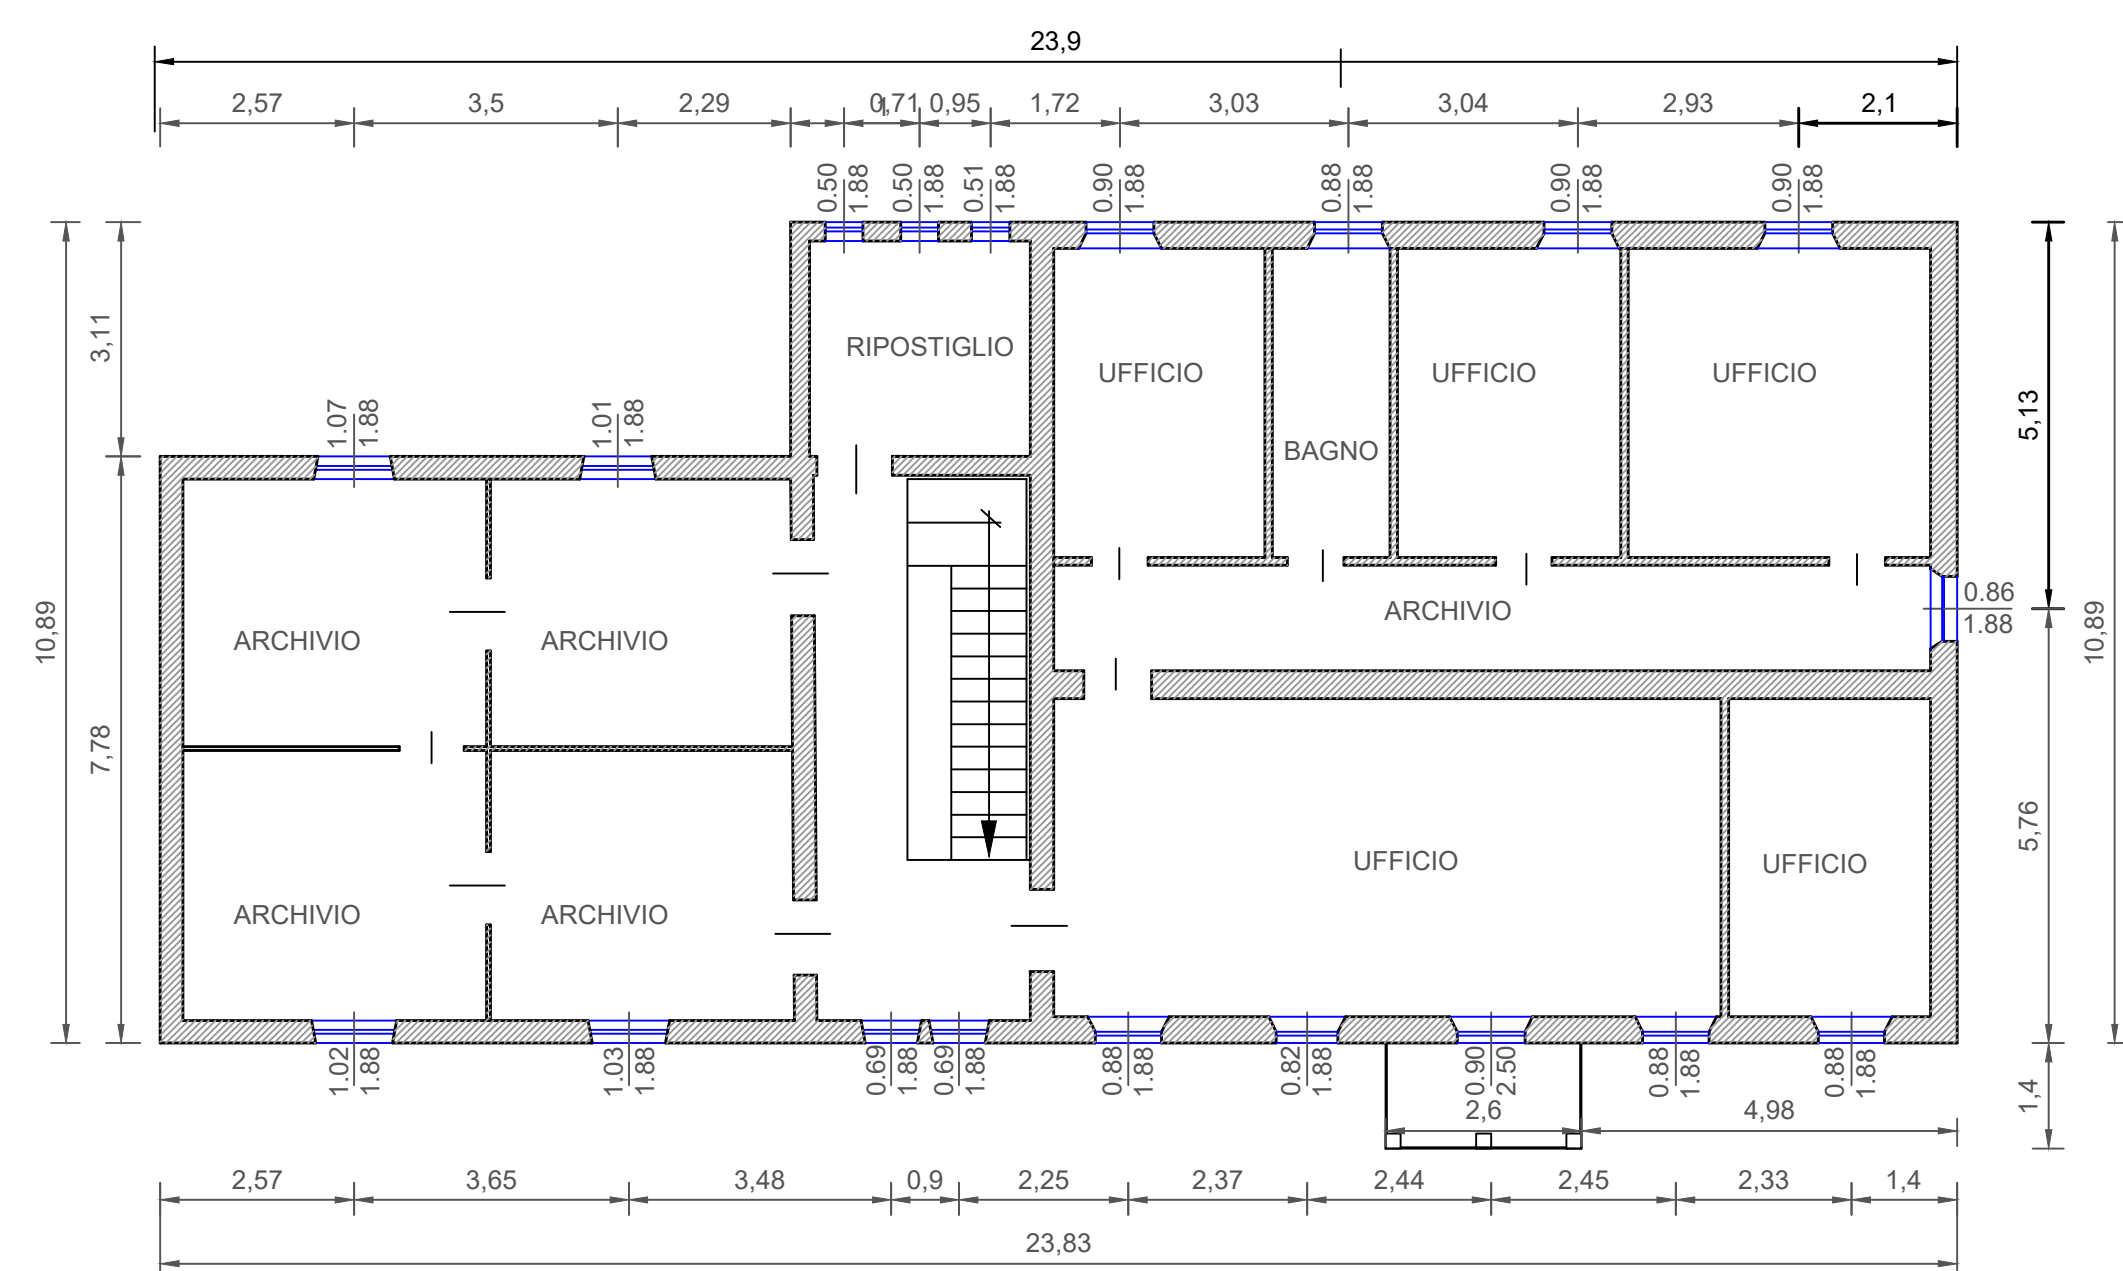 23,9
2,57 3,5 2,29 0,71 1 0,95 1,72 3,03 3,04 2,93 2,1
0.50 1.88 0.50 1.88 0.51 1.88 0.90 1.88 0.88 1.88 0.90 1.88 0.90 1.88
3,11
RIPOSTIGLIO
UFFICIO UFFICIO UFFICIO
1.07 1.88 1.01 1.88
5,13
BAGNO
0.86
1.88
ARCHIVIO
10,89 10,89
ARCHIVIO ARCHIVIO
7,78
5,76
UFFICIO UFFICIO
ARCHIVIO ARCHIVIO
1.02 1.88 1.03 1.88 0.69 1.88 0.69 1.88 0.88 1.88 0.82 1.88 0.90 2.50 0.88 1.88 0.88 1.88
1,4
2,6 4,98
2,57 3,65 3,48 0,9 2,25 2,37 2,44 2,45 2,33 1,4
23,83